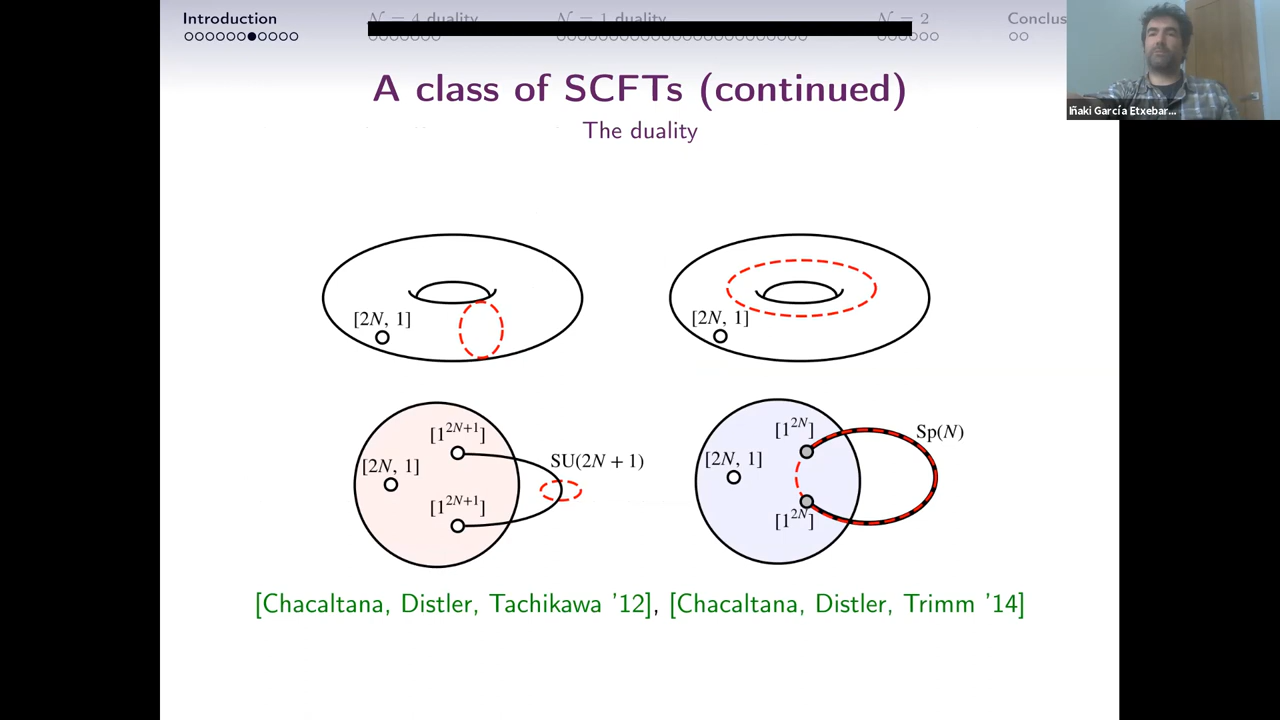 Introduction
N = 4 duality
N = 1 duality
N = 2
Conclus
A class of SCFTs (continued)
The duality
Iñaki García Etxebar...
[2N, 1]
[2N, 1]
[1^{2N+1}]
[2N, 1]
[1^{2N+1}]
SU(2N + 1)
[1^{2N}]
[2N, 1]
[1^{2N}]
Sp(N)
[Chacaltana, Distler, Tachikawa '12], [Chacaltana, Distler, Trimm '14]